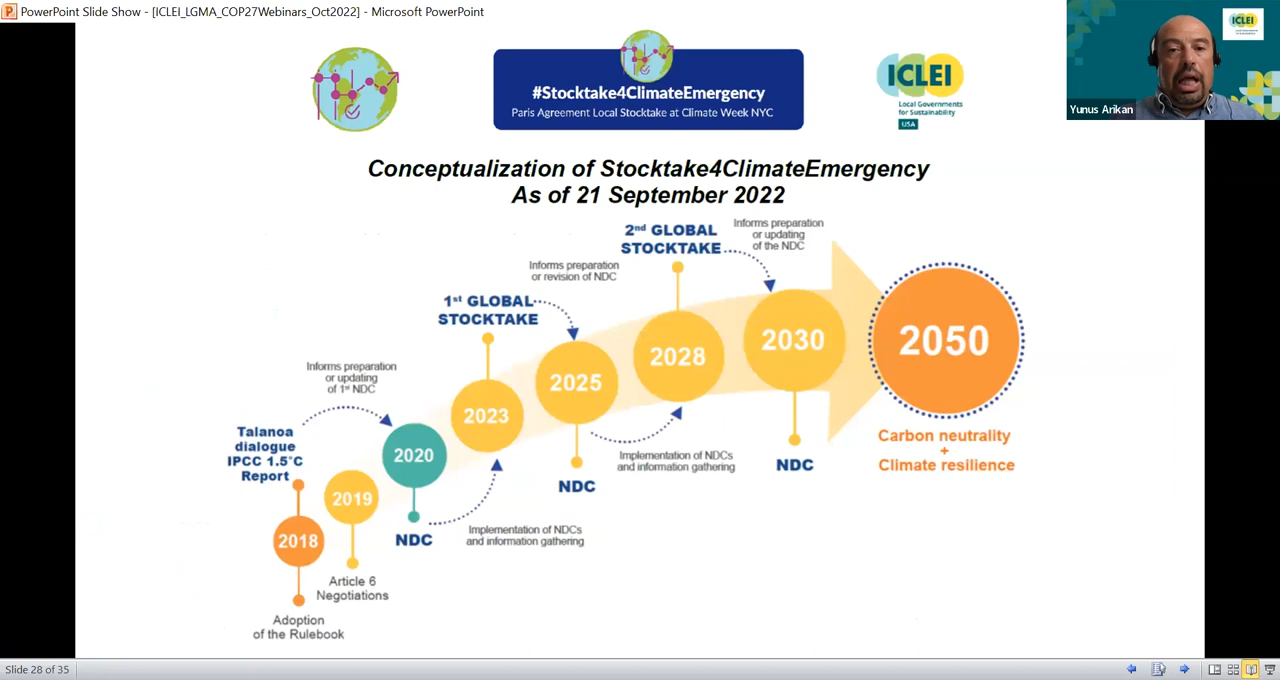 PowerPoint Slide Show - [ICLEI_LGMA_COP27Webinars_Oct2022] - Microsoft PowerPoint
ICLEI
Yunus Arikan
#Stocktake4ClimateEmergency
Paris Agreement Local Stocktake at Climate Week NYC
ICLEI
Local Governments
for Sustainability
USA
Conceptualization of Stocktake4ClimateEmergency
As of 21 September 2022
2nd GLOBAL
STOCKTAKE
Informs preparation
or updating
of the NDC
Informs preparation
or revision of NDC
1st GLOBAL
STOCKTAKE
Informs preparation
or updating
of 1st NDC
Talanoa
dialogue
IPCC 1.5°C
Report
2018
2019
2020
2023
2025
2028
2030
2050
Adoption
of the Rulebook
Article 6
Negotiations
NDC
Implementation of NDCs
and information gathering
NDC
Implementation of NDCs
and information gathering
NDC
Carbon neutrality
+
Climate resilience
Slide 28 of 35